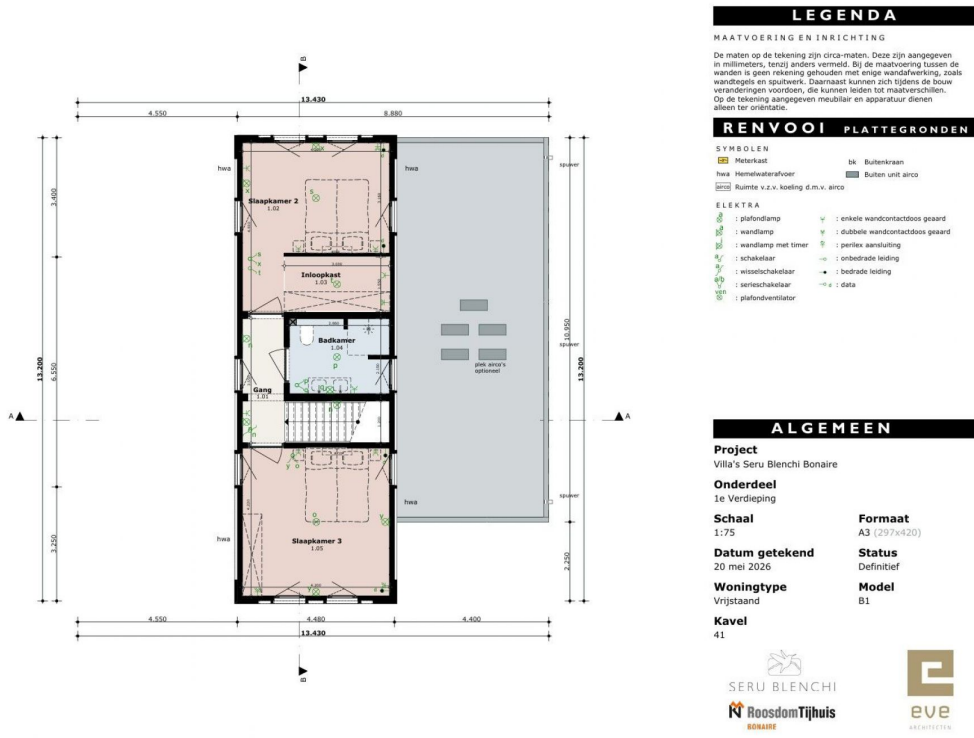 B
13.430
4.550
8.880
hwa
hwa
spuwer
3.400
Slaapkamer 2
1.02
Inloopkast
1.03
Badkamer
1.04
13.200
6.550
10.950
13.200
spuwer
plek airco's
optioneel
Gang
1.01
A
A
Slaapkamer 3
1.05
hwa
hwa
spuwer
3.250
2.250
4.550
4.480
4.400
13.430
B
LEGENDA
MAATVOERING EN INRICHTING
De maten op de tekening zijn circa-maten. Deze zijn aangegeven
in millimeters, tenzij anders vermeld. Bij de maatvoering tussen de
wanden is geen rekening gehouden met enige wandafwerking, zoals
wandtegels en spuitwerk. Daarnaast kunnen zich tijdens de bouw
veranderingen voordoen, die kunnen leiden tot maatverschillen.
Op de tekening aangegeven meubilair en apparatuur dienen
alleen ter oriëntatie.
RENVOOI PLATTEGRONDEN
SYMBOLEN
Meterkast
bk Buitenkraan
hwa Hemelwaterafvoer
Buiten unit airco
airco Ruimte v.z.v. koeling d.m.v. airco
ELEKTRA
: plafondlamp
: enkele wandcontactdoos geaard
: wandlamp
: dubbele wandcontactdoos geaard
: wandlamp met timer
: perilex aansluiting
: schakelaar
: onbedrade leiding
: wisselschakelaar
: bedrade leiding
: serieschakelaar
: data
ven : plafondventilator
ALGEMEEN
Project
Villa's Seru Blenchi Bonaire
Onderdeel
1e Verdieping
Schaal Formaat
1:75 A3 (297x420)
Datum getekend Status
20 mei 2026 Definitief
Woningtype Model
Vrijstaand B1
Kavel
41
SERU BLENCHI
RoosdomTijhuis
BONAIRE
eve
ARCHITECTEN